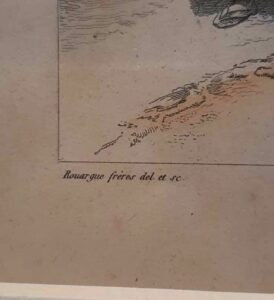 Rouargue frères del. et sc.